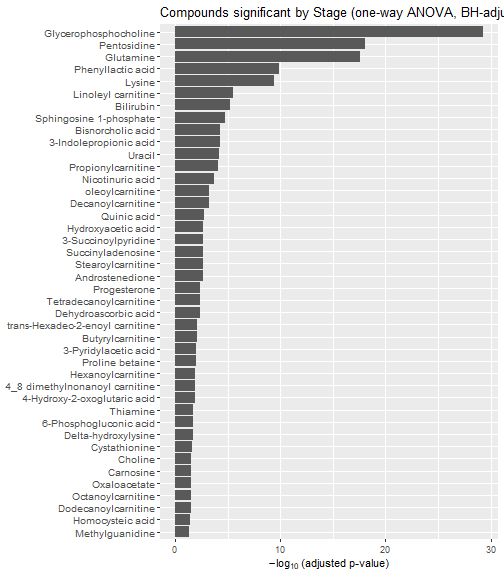 Compounds significant by Stage (one-way ANOVA, BH-adju
Glycerophosphocholine
Pentosidine
Glutamine
Phenyllactic acid
Lysine
Linoleyl carnitine
Bilirubin
Sphingosine 1-phosphate
Bisnorcholic acid
3-Indolepropionic acid
Uracil
Propionylcarnitine
Nicotinuric acid
oleoylcarnitine
Decanoylcarnitine
Quinic acid
Hydroxyacetic acid
3-Succinoylpyridine
Succinyladenosine
Stearoylcarnitine
Androstenedione
Progesterone
Tetradecanoylcarnitine
Dehydroascorbic acid
trans-Hexadec-2-enoyl carnitine
Butyrylcarnitine
3-Pyridylacetic acid
Proline betaine
Hexanoylcarnitine
4_8 dimethylnonanoyl carnitine
4-Hydroxy-2-oxoglutaric acid
Thiamine
6-Phosphogluconic acid
Delta-hydroxylysine
Cystathionine
Choline
Carnosine
Oxaloacetate
Octanoylcarnitine
Dodecanoylcarnitine
Homocysteic acid
Methylguanidine
0 10 20 30
−log₁₀ (adjusted p-value)